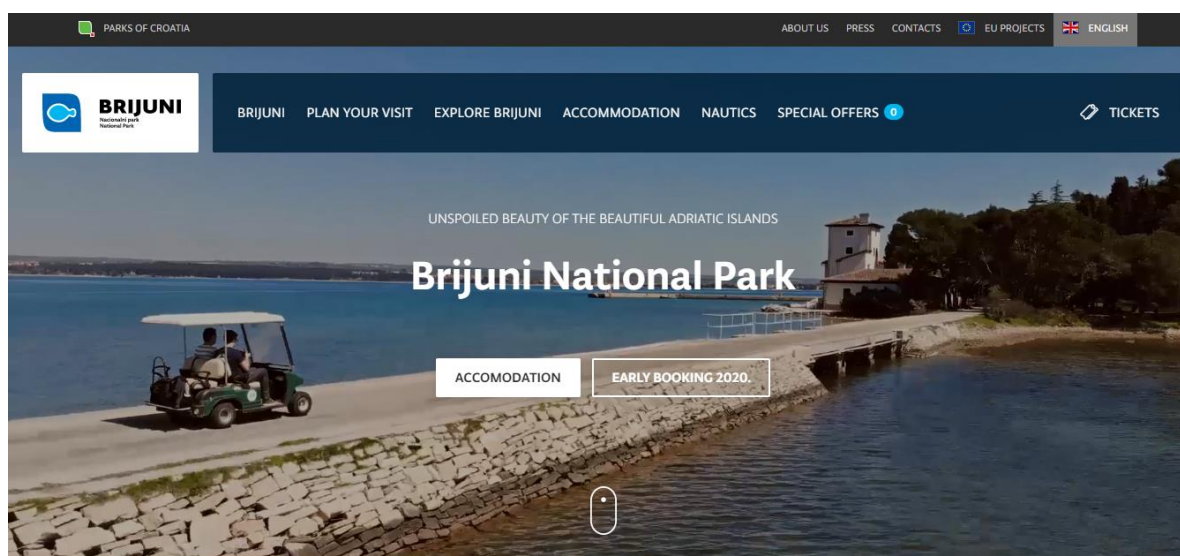 PARKS OF CROATIA
ABOUT US PRESS CONTACTS EU PROJECTS ENGLISH
BRIJUNI
Nacionalni park
National Park
BRIJUNI PLAN YOUR VISIT EXPLORE BRIJUNI ACCOMMODATION NAUTICS SPECIAL OFFERS 0 TICKETS
UNSPOILED BEAUTY OF THE BEAUTIFUL ADRIATIC ISLANDS
Brijuni National Park
ACCOMODATION EARLY BOOKING 2020.